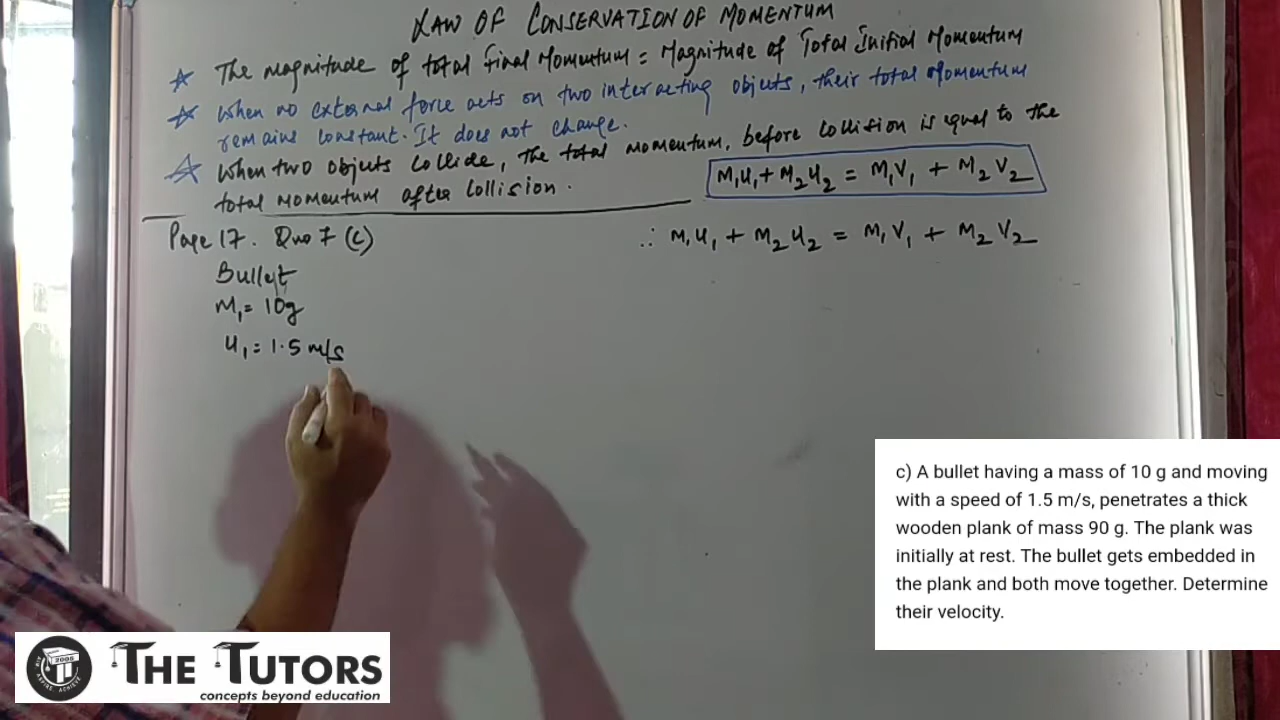 LAW OF CONSERVATION OF MOMENTUM
☆ The magnitude of total Final Momentum = Magnitude of Total Initial Momentum
☆ When no external force acts on two interacting objects, their total Momentum
remains constant. It does not change.
☆ When two objects collide, the total momentum, before collision is equal to the
total momentum after collision.
M₁U₁ + M₂U₂ = M₁V₁ + M₂V₂
Page 17. Quo 7 (c)
∴ M₁U₁ + M₂U₂ = M₁V₁ + M₂V₂
Bullet
M₁ = 10g
U₁ = 1.5 m/s
c) A bullet having a mass of 10 g and moving
with a speed of 1.5 m/s, penetrates a thick
wooden plank of mass 90 g. The plank was
initially at rest. The bullet gets embedded in
the plank and both move together. Determine
their velocity.
THE TUTORS
concepts beyond education